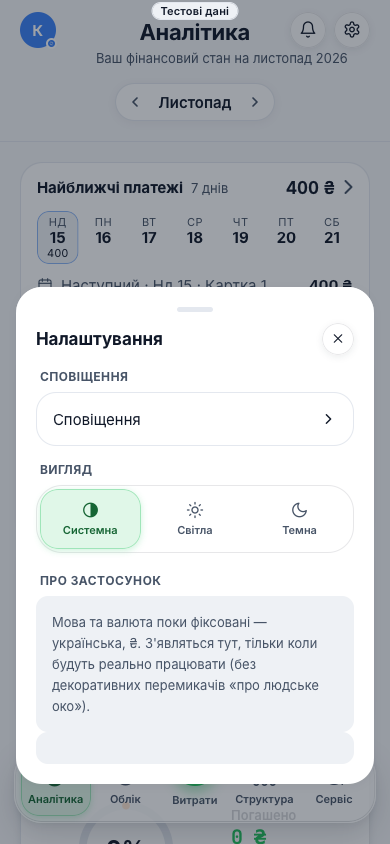 Тестові дані
К
Аналітика
Ваш фінансовий стан на листопад 2026
Листопад
Найближчі платежі 7 днів 400 ₴
НД ПН ВТ СР ЧТ ПТ СБ
15 16 17 18 19 20 21
400
Наступний · Нд 15 · Картка 1 400 ₴
Налаштування
СПОВІЩЕННЯ
Сповіщення
ВИГЛЯД
Системна Світла Темна
ПРО ЗАСТОСУНОК
Мова та валюта поки фіксовані —
українська, ₴. З'являться тут, тільки коли
будуть реально працювати (без
декоративних перемикачів «про людське
око»).
Аналітика Облік Витрати Структура Сервіс
Погашено
0 ₴